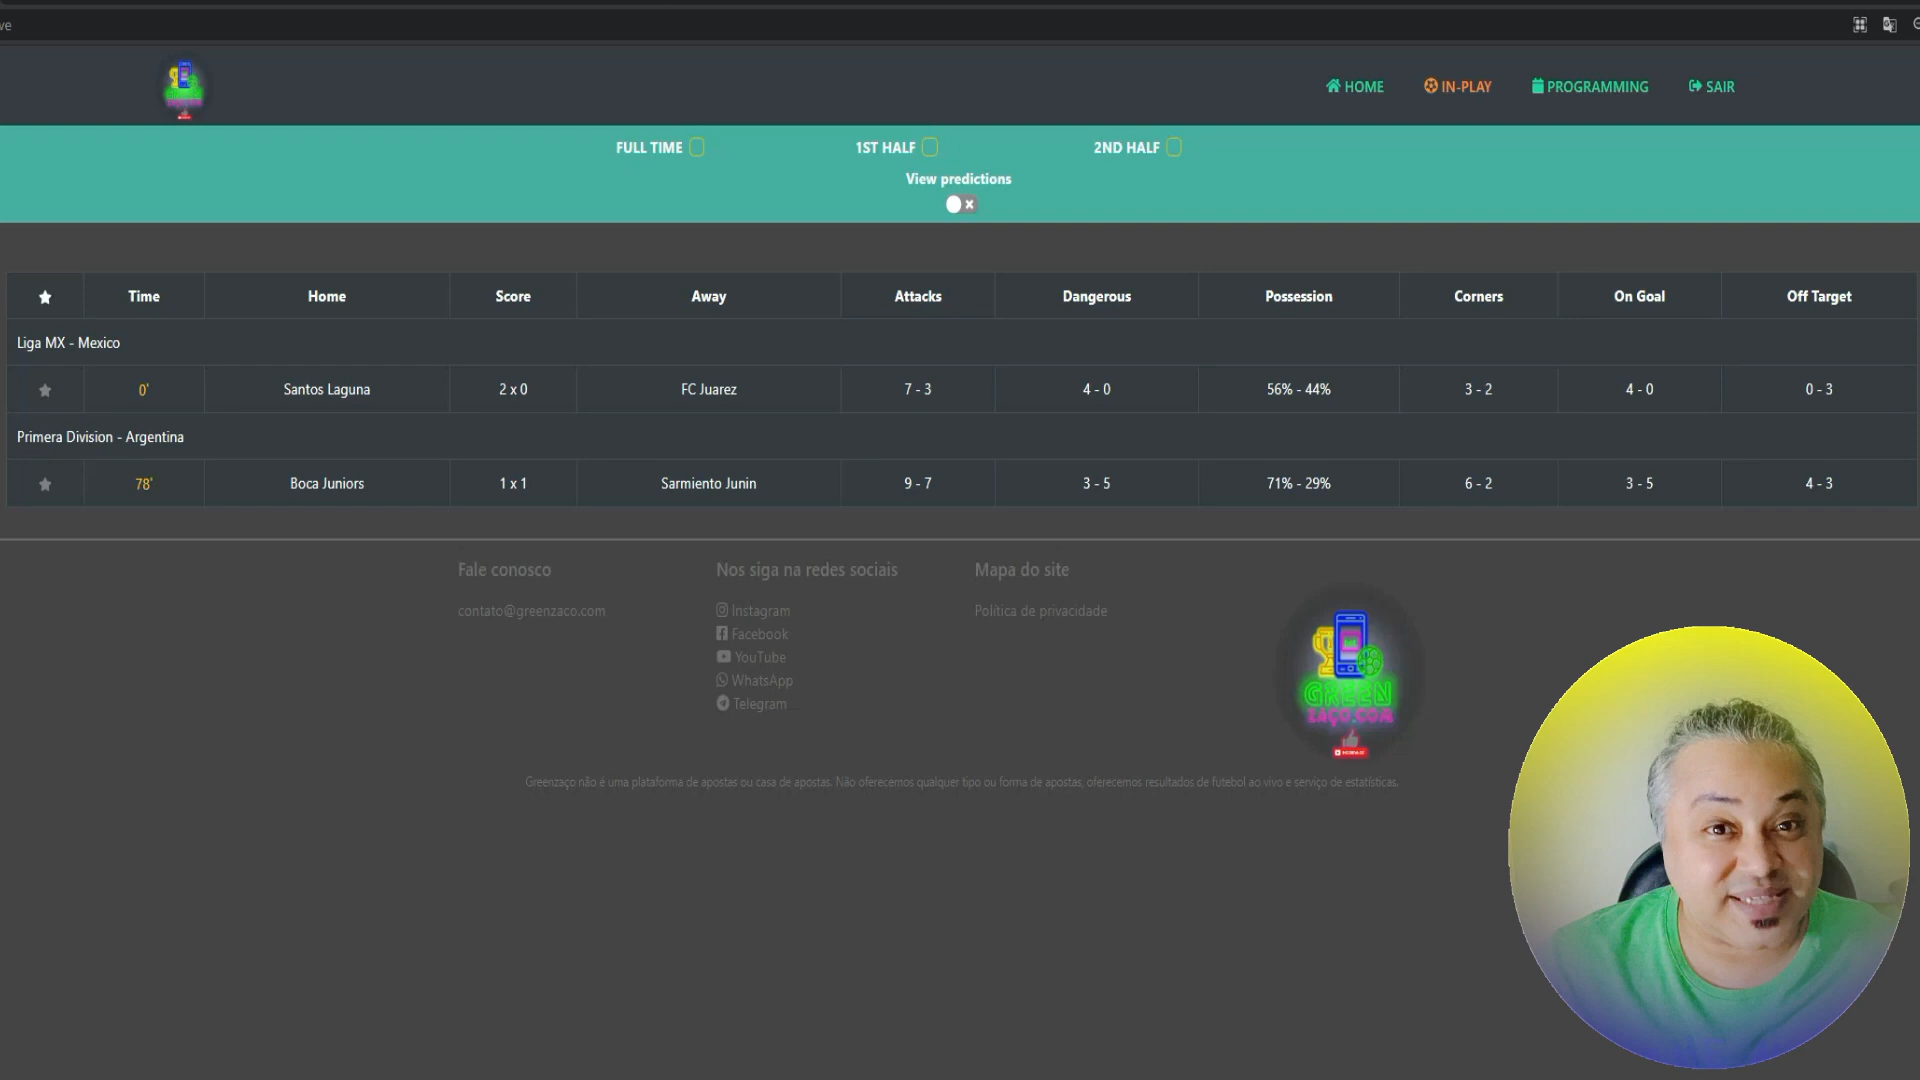 ve
HOME IN-PLAY PROGRAMMING SAIR
FULL TIME 1ST HALF 2ND HALF
View predictions
Time Home Score Away Attacks Dangerous Possession Corners On Goal Off Target
Liga MX - Mexico
0' Santos Laguna 2 x 0 FC Juarez 7 - 3 4 - 0 56% - 44% 3 - 2 4 - 0 0 - 3
Primera Division - Argentina
78' Boca Juniors 1 x 1 Sarmiento Junin 9 - 7 3 - 5 71% - 29% 6 - 2 3 - 5 4 - 3
Fale conosco Nos siga na redes sociais Mapa do site
contato@greenzaco.com Instagram Política de privacidade
Facebook
YouTube
WhatsApp
Telegram
GREEN
ZAÇO.COM
Greenzaço não é uma plataforma de apostas ou casa de apostas. Não oferecemos qualquer tipo ou forma de apostas, oferecemos resultados de futebol ao vivo e serviço de estatísticas.